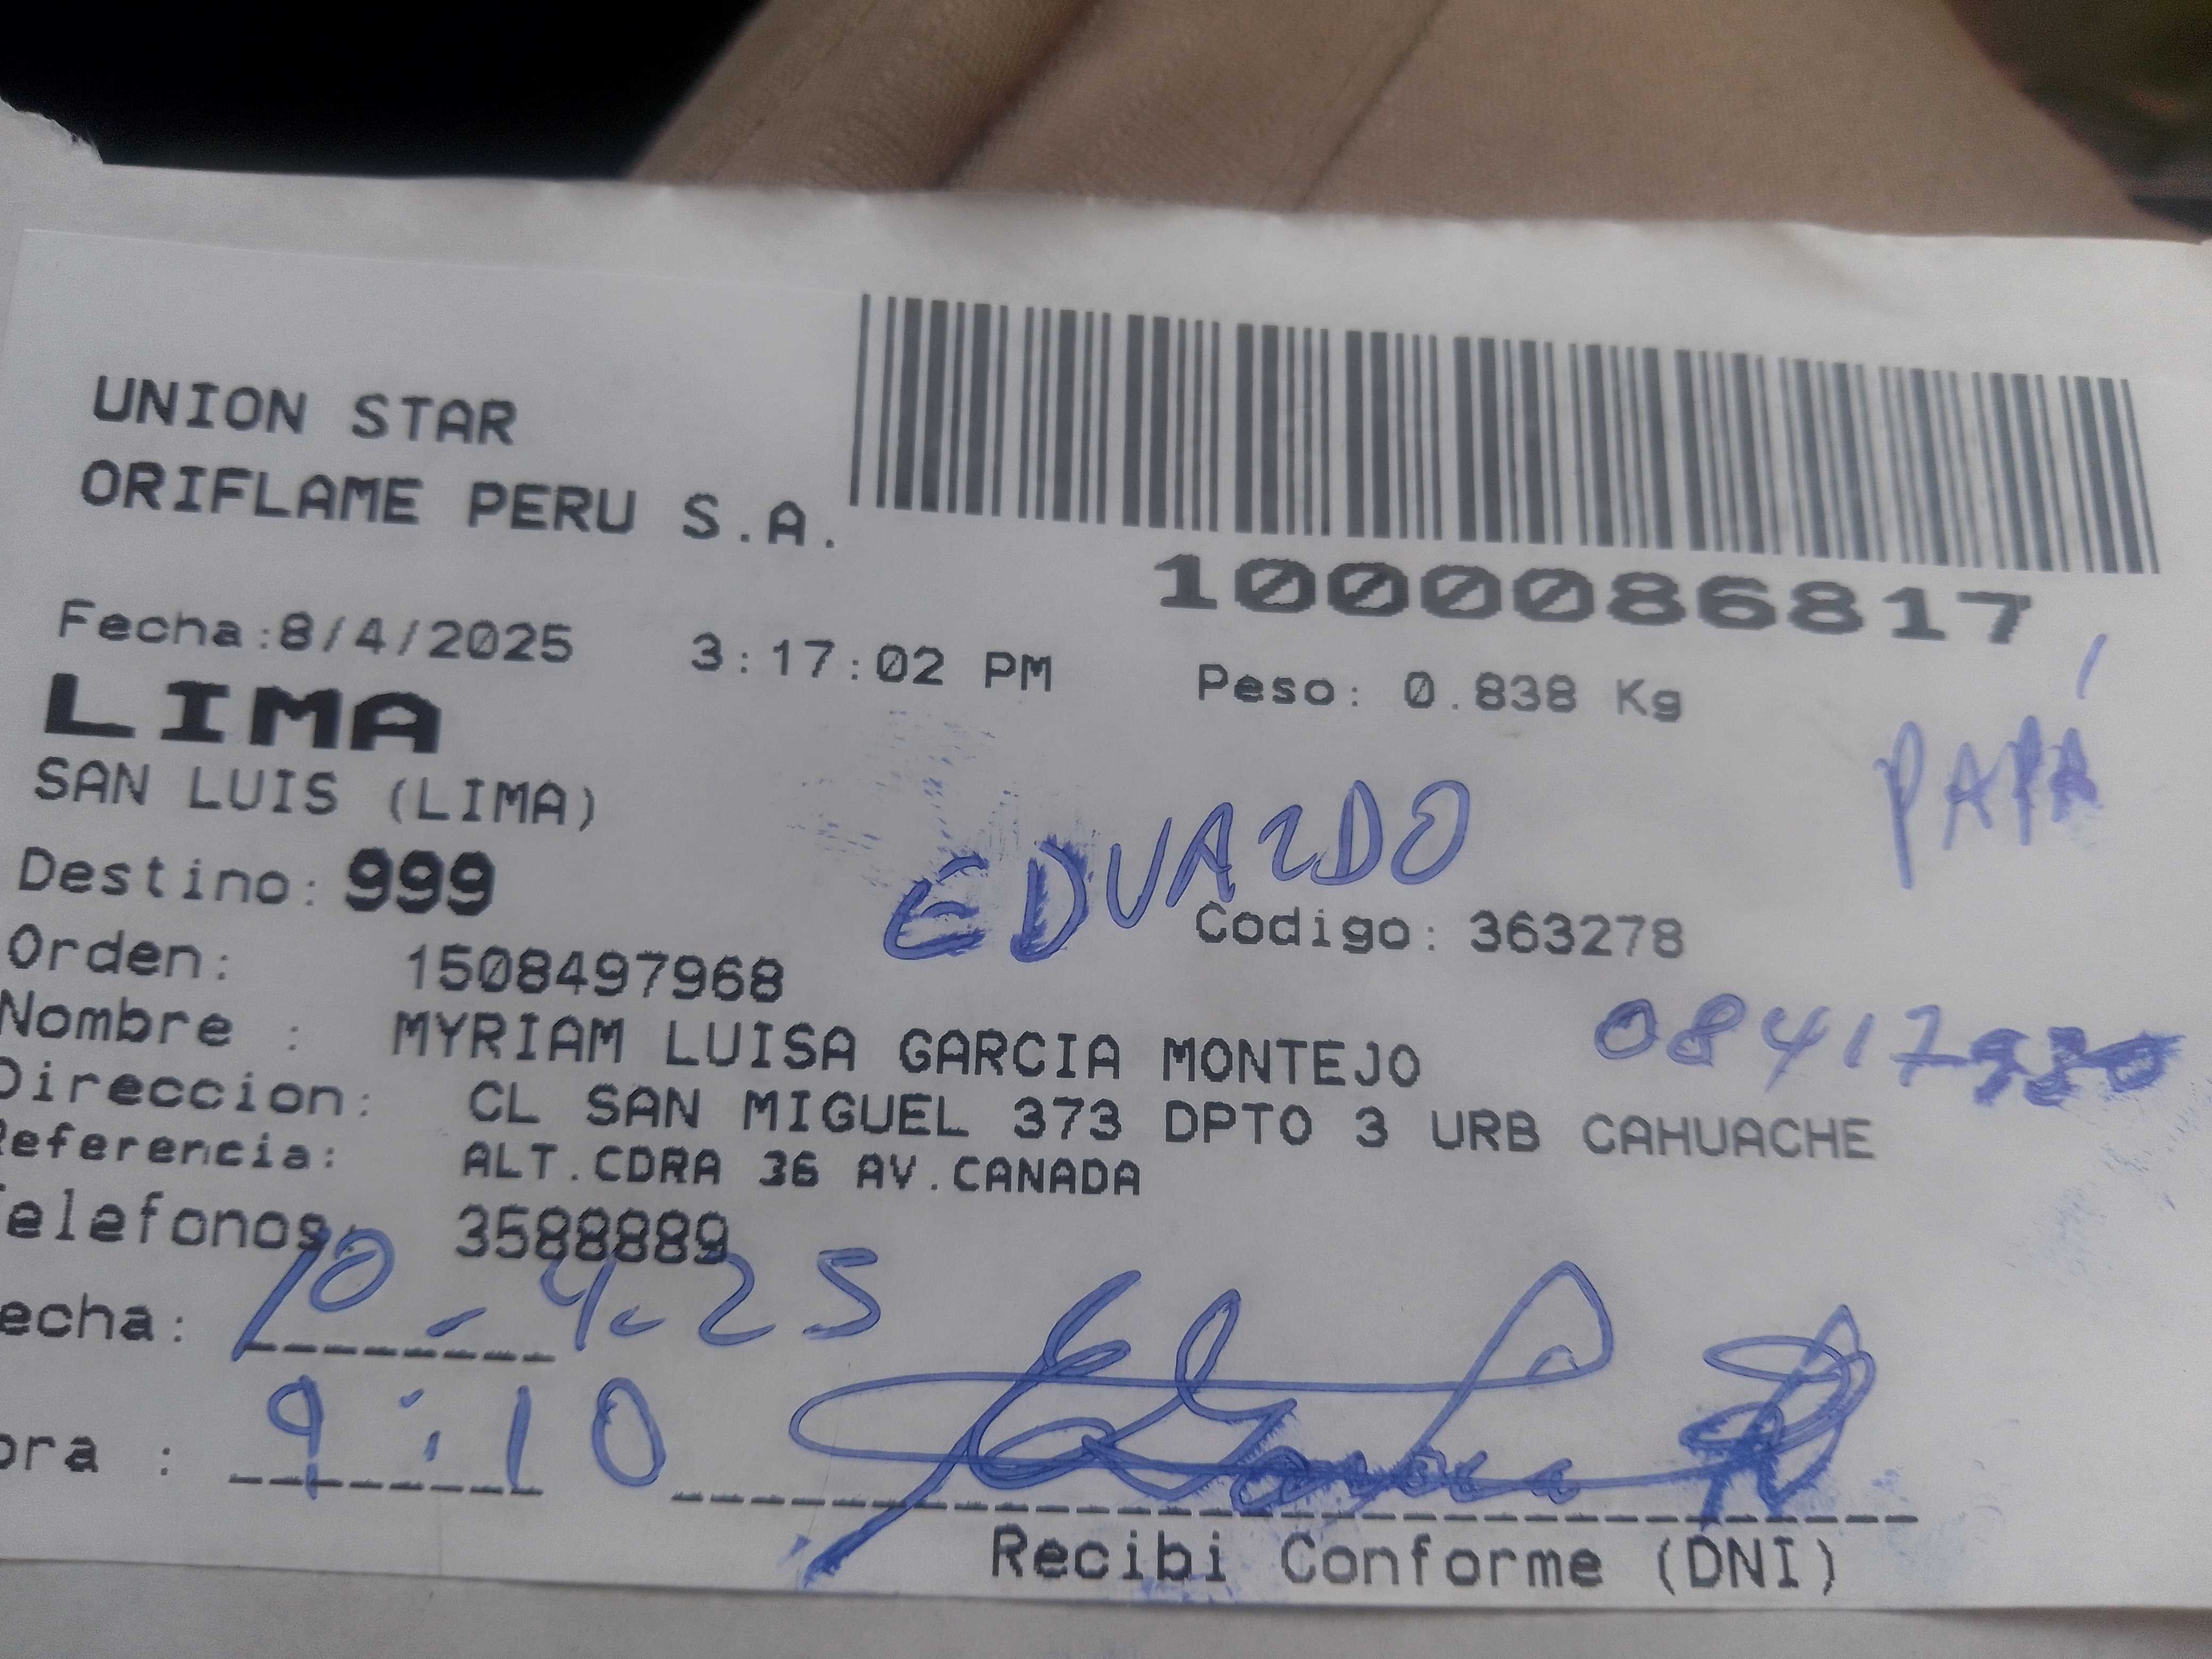 UNION STAR
ORIFLAME PERU S.A.
1000086817
Fecha:8/4/2025 3:17:02 PM Peso: 0.838 Kg
LIMA
PAPÁ
SAN LUIS (LIMA)
EDUARDO
Destino: 999
Codigo: 363278
Orden: 1508497968
Nombre : MYRIAM LUISA GARCIA MONTEJO
Direccion: CL SAN MIGUEL 373 DPTO 3 URB CAHUACHE
Referencia: ALT.CDRA 36 AV.CANADA
Telefonos: 3588889
echa: 10-4-25
ora : 9:10
Recibi Conforme (DNI)